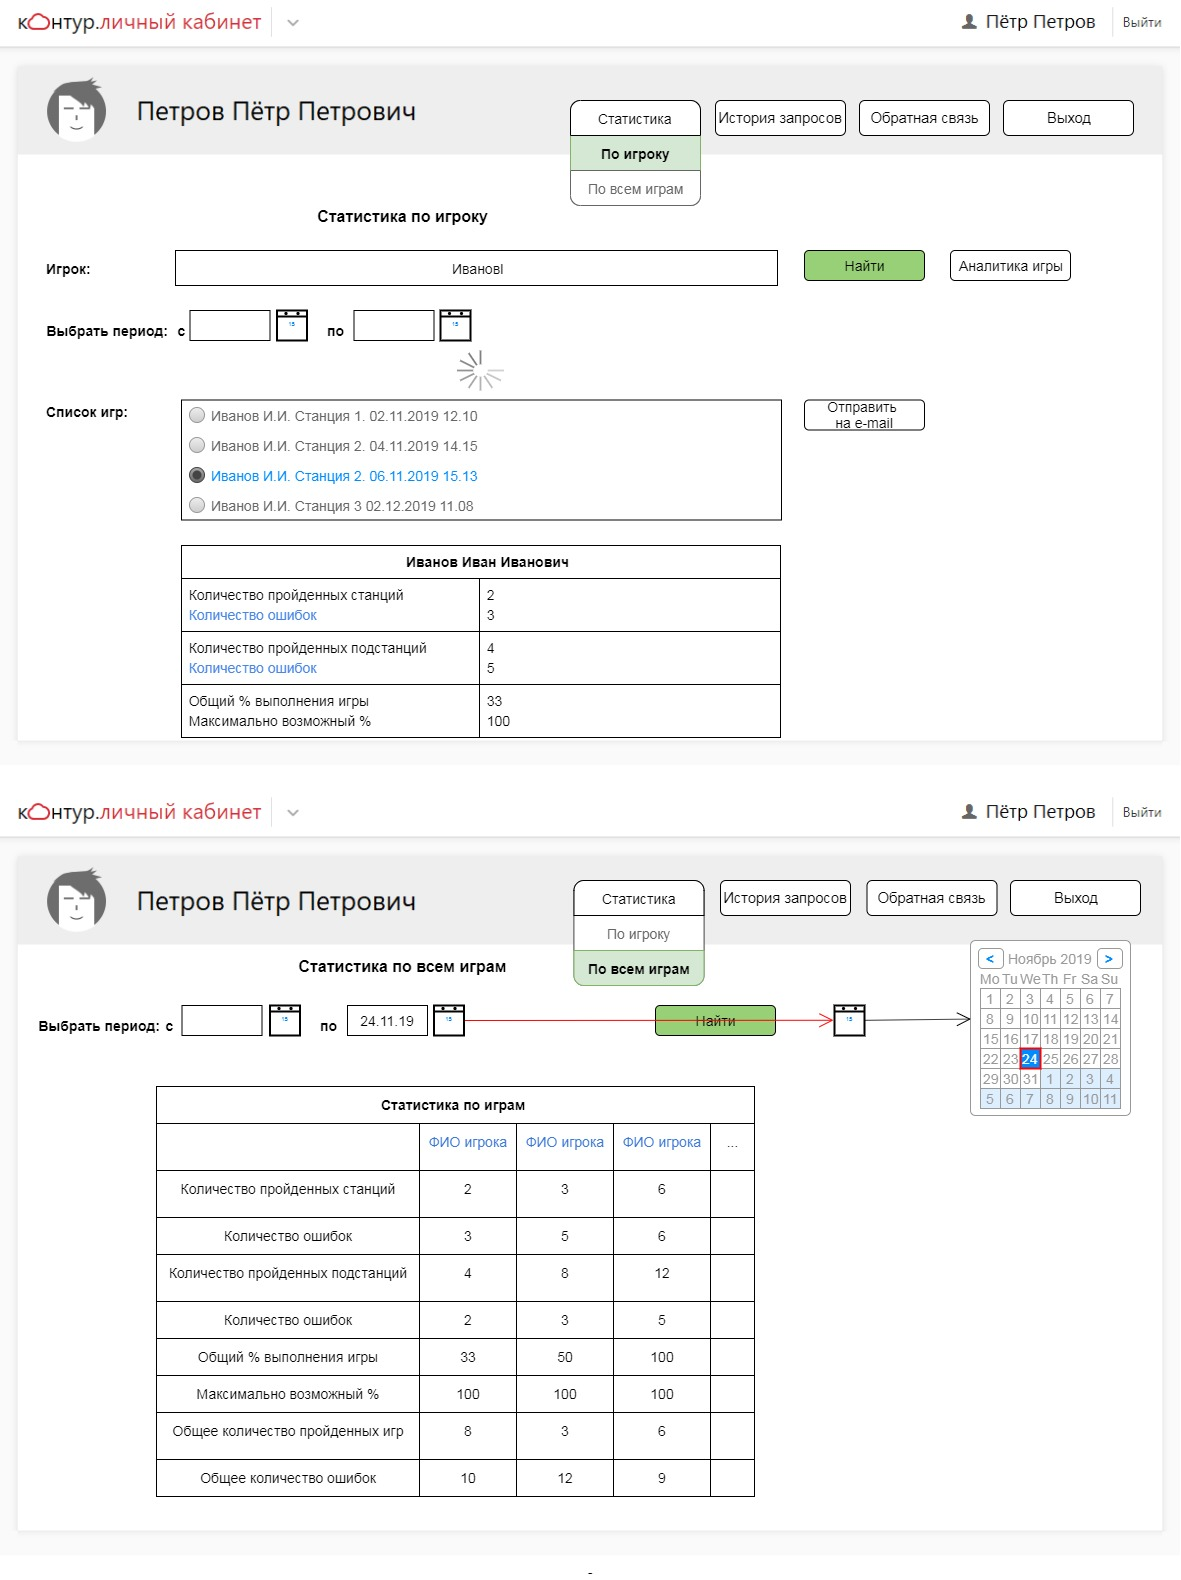 контур.личный кабинет
Пётр Петров
Выйти
Петров Пётр Петрович
Статистика
История запросов
Обратная связь
Выход
По игроку
По всем играм
Статистика по игроку
Игрок:
ИвановI
Найти
Аналитика игры
Выбрать период: с
15
по
15
Список игр:
Иванов И.И. Станция 1. 02.11.2019 12.10
Иванов И.И. Станция 2. 04.11.2019 14.15
Иванов И.И. Станция 2. 06.11.2019 15.13
Иванов И.И. Станция 3 02.12.2019 11.08
Отправить
на e-mail
Иванов Иван Иванович
Количество пройденных станций 2
Количество ошибок 3
Количество пройденных подстанций 4
Количество ошибок 5
Общий % выполнения игры 33
Максимально возможный % 100
контур.личный кабинет
Пётр Петров
Выйти
Петров Пётр Петрович
Статистика
История запросов
Обратная связь
Выход
По игроку
По всем играм
Статистика по всем играм
Выбрать период: с
15
по
24.11.19
15
Найти
15
< Ноябрь 2019 >
Mo Tu We Th Fr Sa Su
1 2 3 4 5 6 7
8 9 10 11 12 13 14
15 16 17 18 19 20 21
22 23 24 25 26 27 28
29 30 31 1 2 3 4
5 6 7 8 9 10 11
Статистика по играм
ФИО игрока ФИО игрока ФИО игрока ...
Количество пройденных станций 2 3 6
Количество ошибок 3 5 6
Количество пройденных подстанций 4 8 12
Количество ошибок 2 3 5
Общий % выполнения игры 33 50 100
Максимально возможный % 100 100 100
Общее количество пройденных игр 8 3 6
Общее количество ошибок 10 12 9